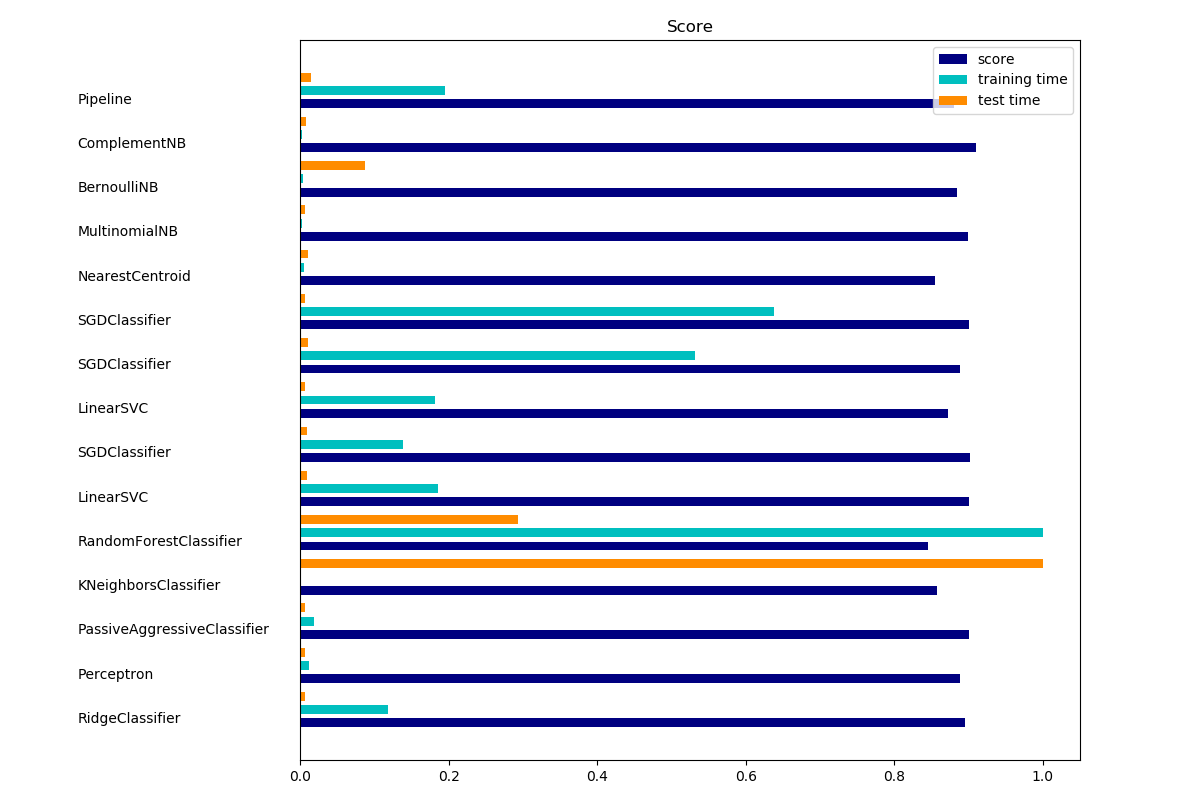 Score
score
training time
test time
Pipeline
ComplementNB
BernoulliNB
MultinomialNB
NearestCentroid
SGDClassifier
SGDClassifier
LinearSVC
SGDClassifier
LinearSVC
RandomForestClassifier
KNeighborsClassifier
PassiveAggressiveClassifier
Perceptron
RidgeClassifier
0.0 0.2 0.4 0.6 0.8 1.0